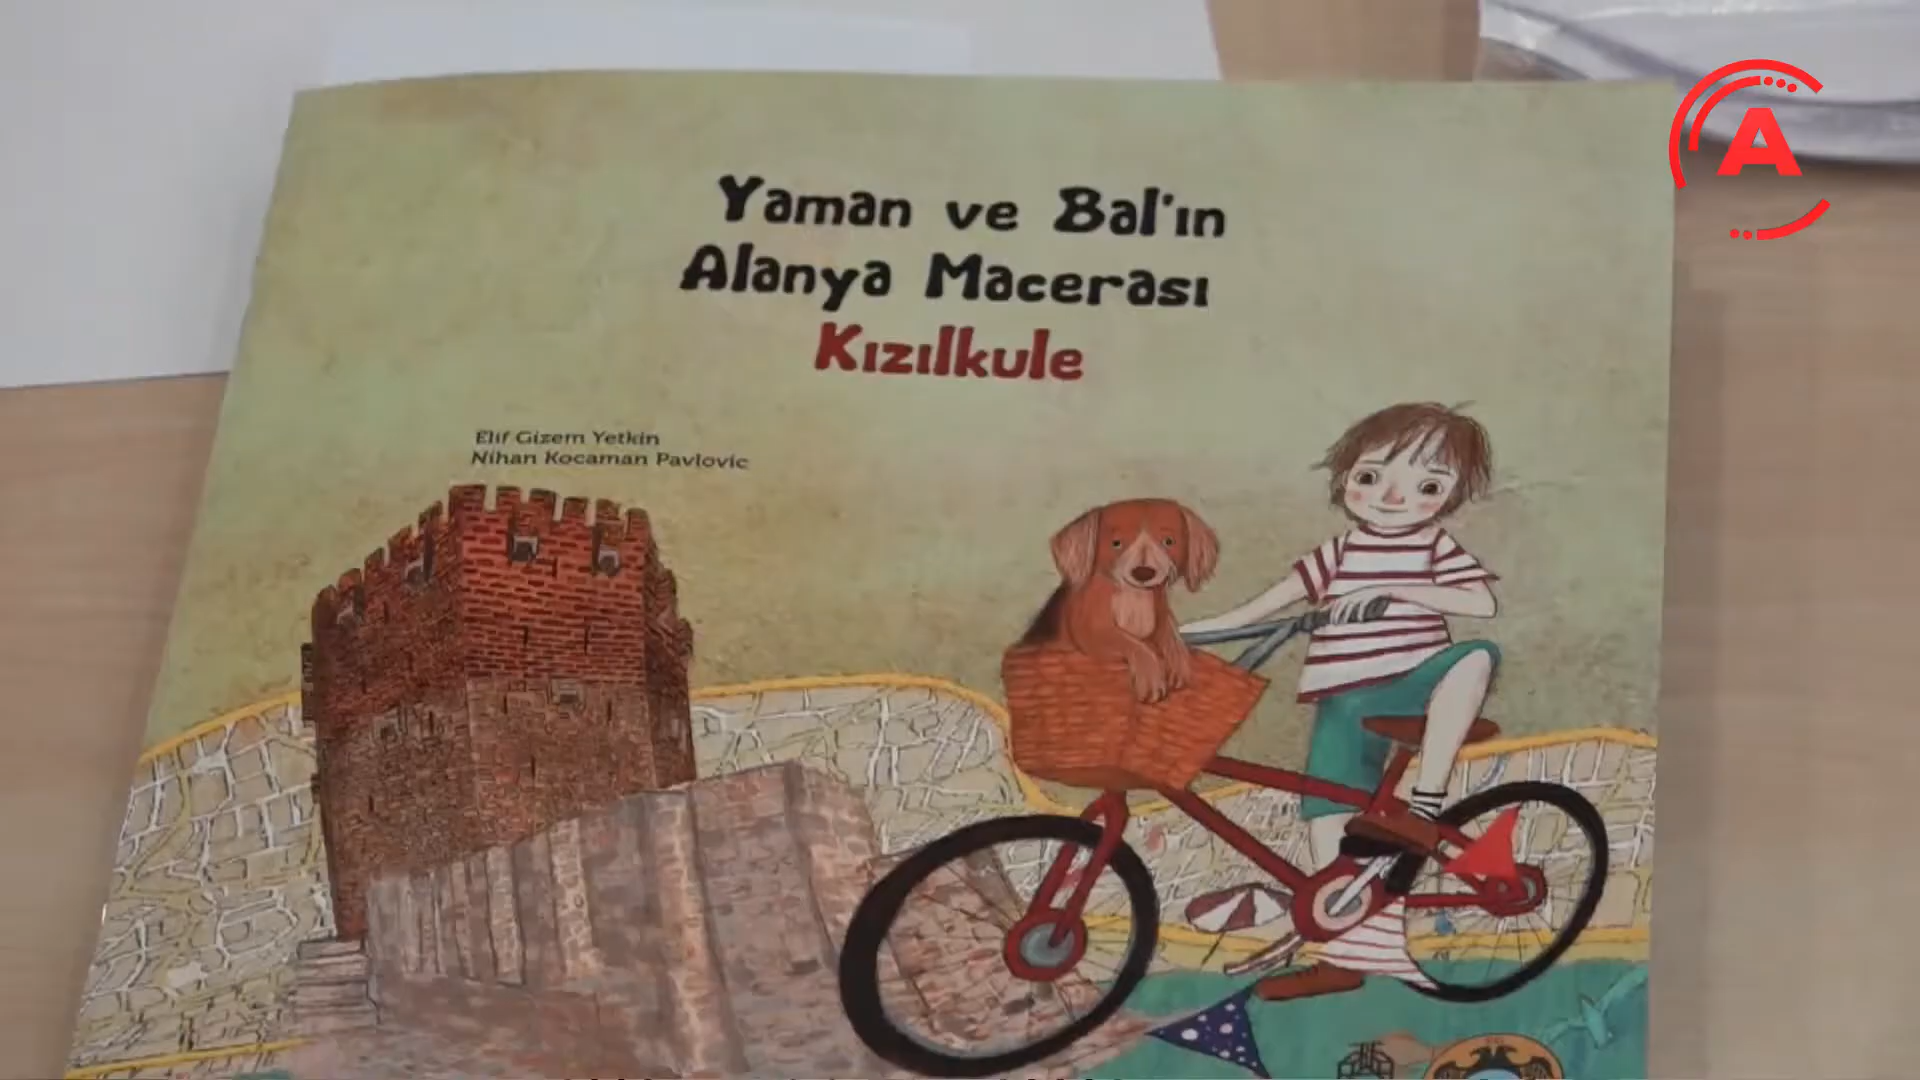 Yaman ve Bal'ın
Alanya Macerası
Kızılkule
Elif Gizem Yetkin
Nihan Kocaman Pavlovic
A